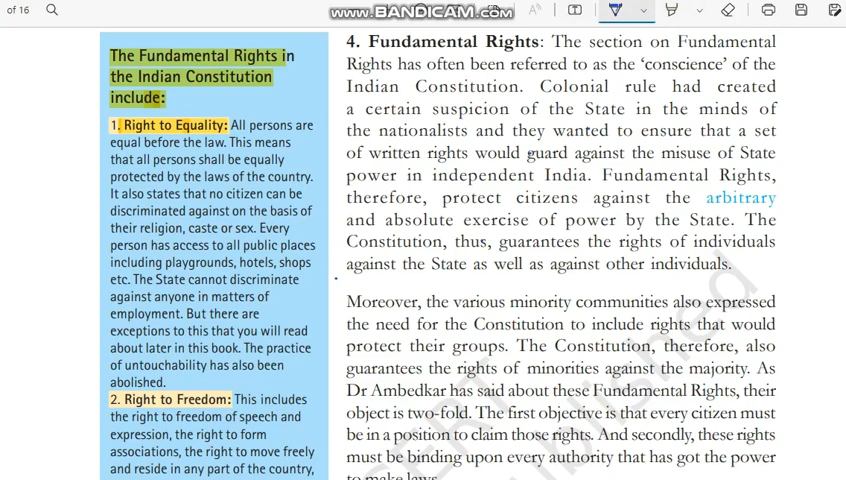 of 16
www.BANDICAM.com
The Fundamental Rights in
the Indian Constitution
include:
1. Right to Equality: All persons are
equal before the law. This means
that all persons shall be equally
protected by the laws of the country.
It also states that no citizen can be
discriminated against on the basis of
their religion, caste or sex. Every
person has access to all public places
including playgrounds, hotels, shops
etc. The State cannot discriminate
against anyone in matters of
employment. But there are
exceptions to this that you will read
about later in this book. The practice
of untouchability has also been
abolished.
2. Right to Freedom: This includes
the right to freedom of speech and
expression, the right to form
associations, the right to move freely
and reside in any part of the country,
4. Fundamental Rights: The section on Fundamental
Rights has often been referred to as the ‘conscience’ of the
Indian Constitution. Colonial rule had created
a certain suspicion of the State in the minds of
the nationalists and they wanted to ensure that a set
of written rights would guard against the misuse of State
power in independent India. Fundamental Rights,
therefore, protect citizens against the arbitrary
and absolute exercise of power by the State. The
Constitution, thus, guarantees the rights of individuals
against the State as well as against other individuals.
Moreover, the various minority communities also expressed
the need for the Constitution to include rights that would
protect their groups. The Constitution, therefore, also
guarantees the rights of minorities against the majority. As
Dr Ambedkar has said about these Fundamental Rights, their
object is two-fold. The first objective is that every citizen must
be in a position to claim those rights. And secondly, these rights
must be binding upon every authority that has got the power
to make laws.